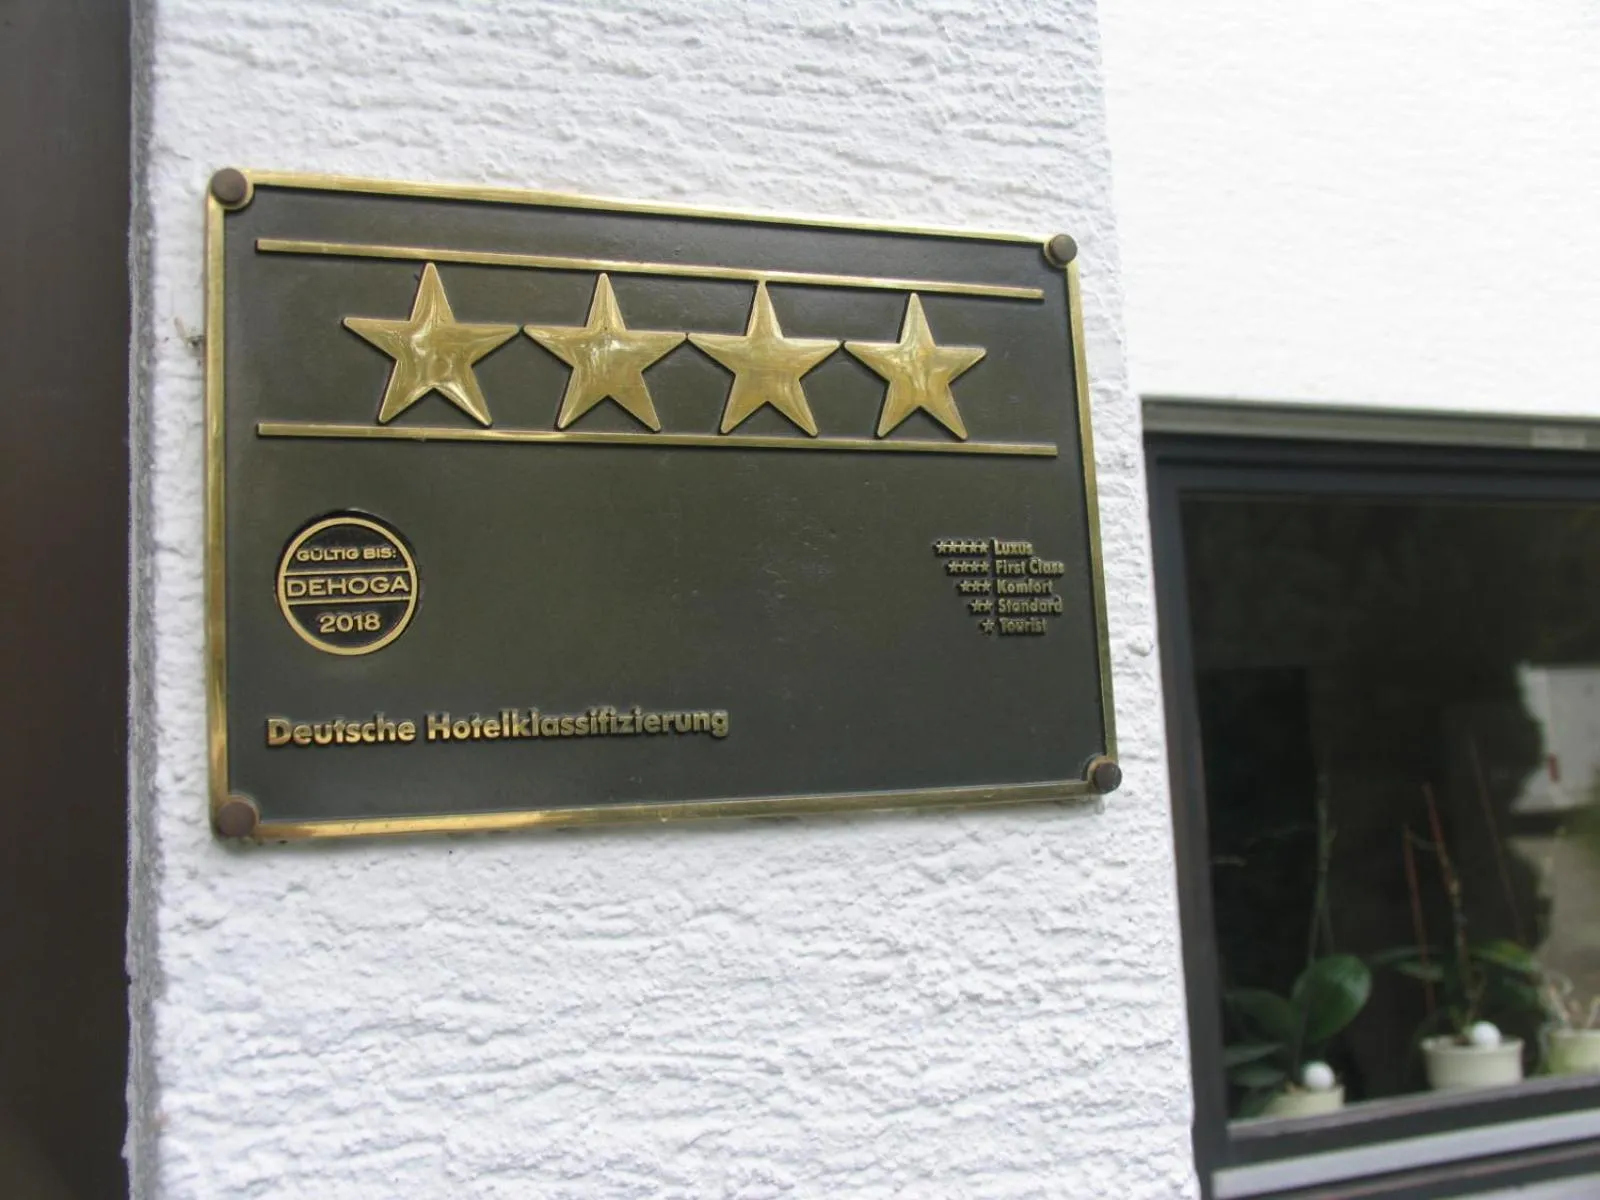 GÜLTIG BIS:
DEHOGA
2018
Luxus
First Class
Komfort
Standard
Tourist
Deutsche Hotelklassifizierung